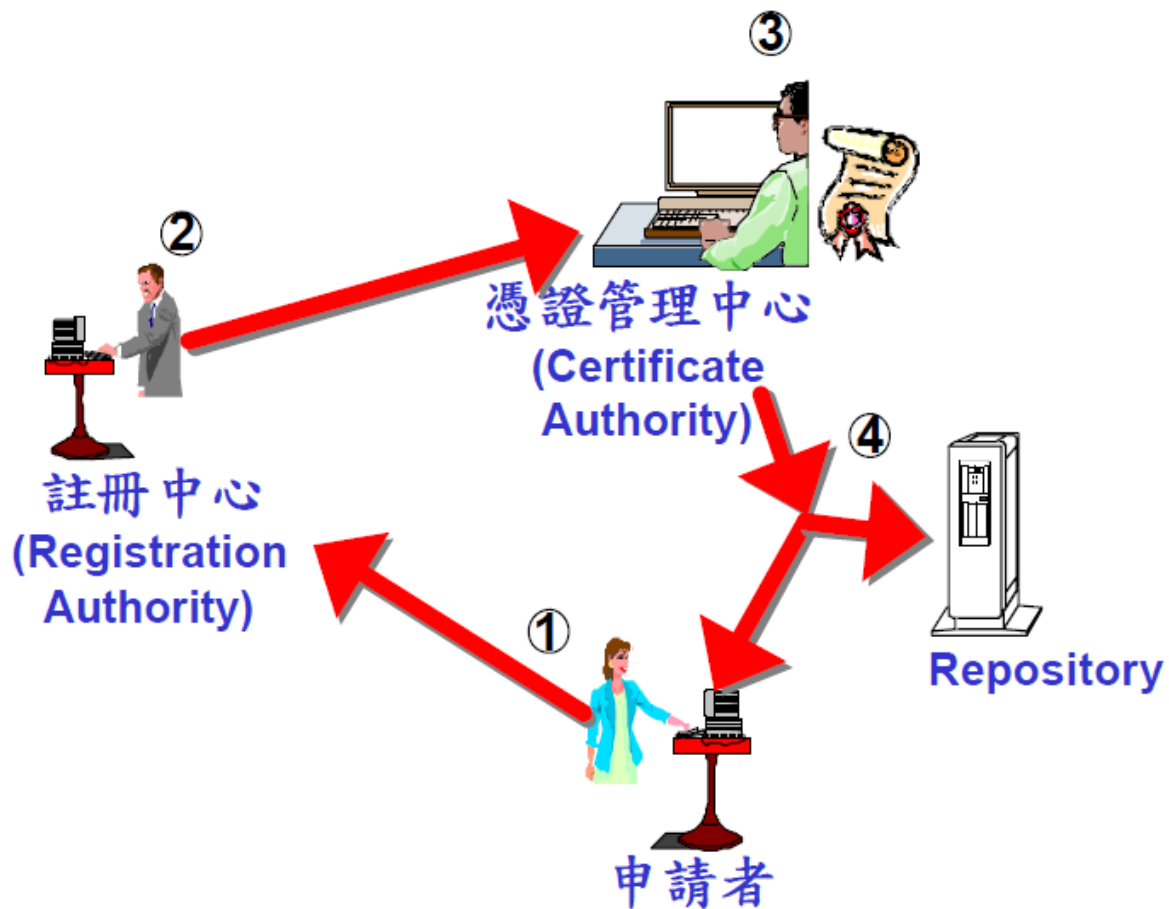 ③
②
憑證管理中心
(Certificate
Authority)
④
註冊中心
(Registration
Authority)
①
Repository
申請者